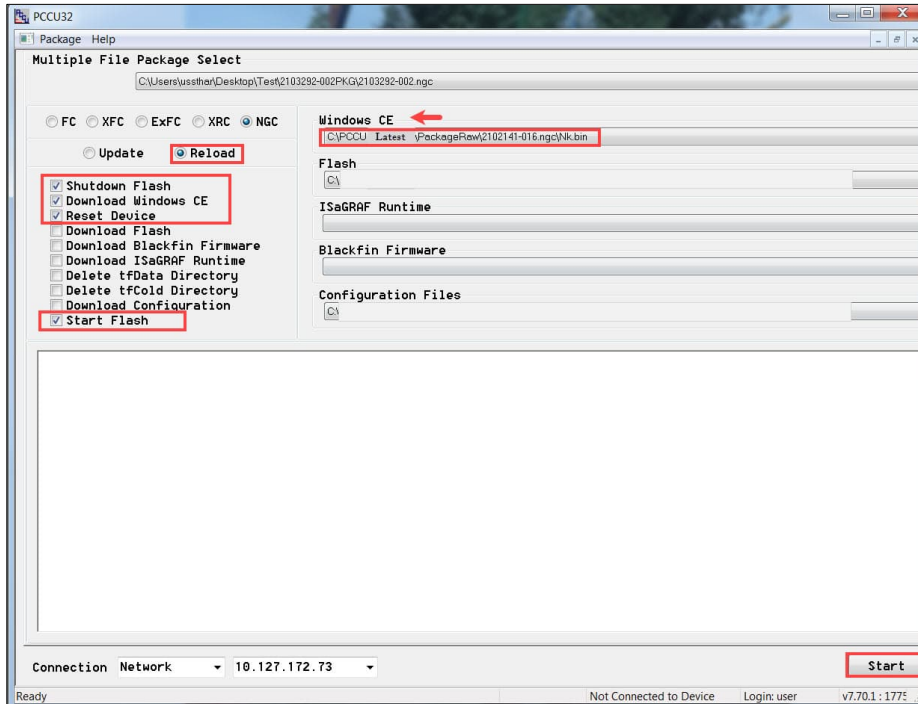 PCCU32
Package Help
Multiple File Package Select
C:\Users\ussthar\Desktop\Test\2103292-002PKG\2103292-002.ngc
FC XFC ExFC XRC NGC
Update Reload
Shutdown Flash
Download Windows CE
Reset Device
Download Flash
Download Blackfin Firmware
Download ISaGRAF Runtime
Delete tfData Directory
Delete tfCold Directory
Download Configuration
Start Flash
Windows CE
C:\PCCU Latest \PackageRaw\2102141-016.ngc\Nk.bin
Flash
C:\
ISaGRAF Runtime
Blackfin Firmware
Configuration Files
C:\
Connection Network 10.127.172.73 Start
Ready Not Connected to Device Login: user v7.70.1 : 1775